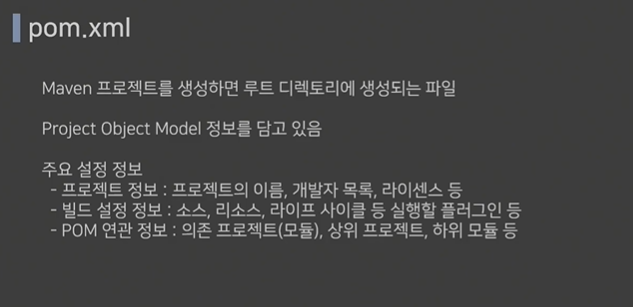 pom.xml
Maven 프로젝트를 생성하면 루트 디렉토리에 생성되는 파일
Project Object Model 정보를 담고 있음
주요 설정 정보
- 프로젝트 정보 : 프로젝트의 이름, 개발자 목록, 라이센스 등
- 빌드 설정 정보 : 소스, 리소스, 라이프 사이클 등 실행할 플러그인 등
- POM 연관 정보 : 의존 프로젝트(모듈), 상위 프로젝트, 하위 모듈 등